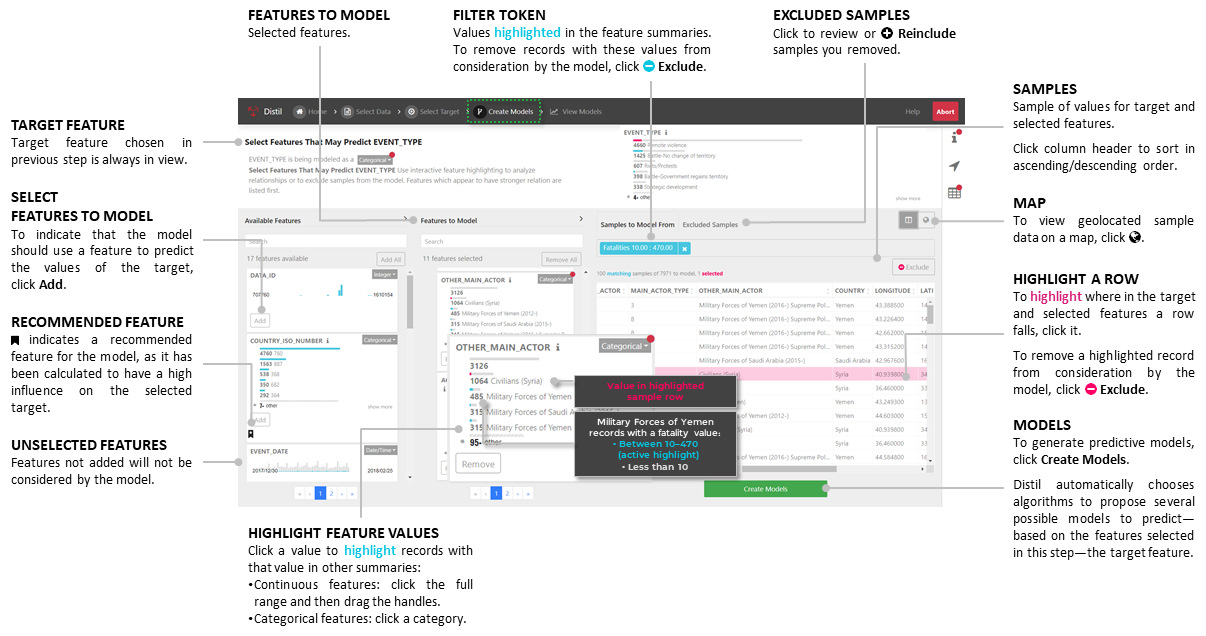 FEATURES TO MODEL
Selected features.
FILTER TOKEN
Values highlighted in the feature summaries.
To remove records with these values from
consideration by the model, click Exclude.
EXCLUDED SAMPLES
Click to review or Reinclude
samples you removed.
TARGET FEATURE
Target feature chosen in
previous step is always in view.
SELECT
FEATURES TO MODEL
To indicate that the model
should use a feature to predict
the values of the target,
click Add.
RECOMMENDED FEATURE
indicates a recommended
feature for the model, as it has
been calculated to have a high
influence on the selected
target.
UNSELECTED FEATURES
Features not added will not be
considered by the model.
Distil Home Select Data Select Target Create Models View Models Help Abort
Select Features That May Predict EVENT_TYPE
EVENT_TYPE is being modeled as a Categorical
Select Features That May Predict EVENT_TYPE Use interactive feature highlighting to analyze
relationships or to exclude samples from the model. Features which appear to have stronger relation are
listed first.
EVENT_TYPE
4660 Remote violence
1425 Battle-No change of territory
607 Riots/Protests
398 Battle-Government regains territory
338 Strategic development
4+ other
show more
Available Features
Search
17 features available Add All
DATA_ID Integer
707760 1610154
Add
COUNTRY_ISO_NUMBER Categorical
4760 760
1563 887
538 368
350 682
292 364
3+ other show more
Add
EVENT_DATE Date/Time
2017/12/30 2018/02/25
« ‹ 1 2 › »
Features to Model
Search
11 features selected Remove All
OTHER_MAIN_ACTOR Categorical
3126
1064 Civilians (Syria)
485 Military Forces of Yemen (2012-)
315 Military Forces of Saudi Arabia (2015-)
OTHER_MAIN_ACTOR Categorical
3126
1064 Civilians (Syria)
485 Military Forces of Yemen
315 Military Forces of Saudi A
315 Military Forces of Yemen
95+ other
Remove
« ‹ 1 2 › »
Value in highlighted
sample row
Military Forces of Yemen
records with a fatality value:
• Between 10–470
(active highlight)
• Less than 10
Samples to Model From Excluded Samples
Fatalities 10.00 : 470.00 ×
Exclude
100 matching samples of 7971 to model, 1 selected
ACTOR MAIN_ACTOR_TYPE OTHER_MAIN_ACTOR COUNTRY LONGITUDE LATI
3 Military Forces of Yemen (2016-) Supreme Pol... Yemen 43.388500
8 Military Forces of Yemen (2016-) Supreme Pol... Yemen 43.226400
8 Military Forces of Yemen (2016-) Supreme Pol... Yemen 42.662000
Military Forces of Yemen (2016-) Supreme Pol... Yemen 43.315200
Military Forces of Saudi Arabia (2015-) Saudi Arabia 42.967600
Civilians (Syria) Syria 40.939800 34
Syria 36.460000
Yemen 43.249300
(2012-) Yemen 44.603000
Syria 40.939800
Syria 36.460000
(2016-) Supreme Pol... Yemen 44.584800
Create Models
SAMPLES
Sample of values for target and
selected features.
Click column header to sort in
ascending/descending order.
MAP
To view geolocated sample
data on a map, click .
HIGHLIGHT A ROW
To highlight where in the target
and selected features a row
falls, click it.
To remove a highlighted record
from consideration by the
model, click Exclude.
MODELS
To generate predictive models,
click Create Models.
Distil automatically chooses
algorithms to propose several
possible models to predict—
based on the features selected
in this step—the target feature.
HIGHLIGHT FEATURE VALUES
Click a value to highlight records with
that value in other summaries:
•Continuous features: click the full
range and then drag the handles.
•Categorical features: click a category.